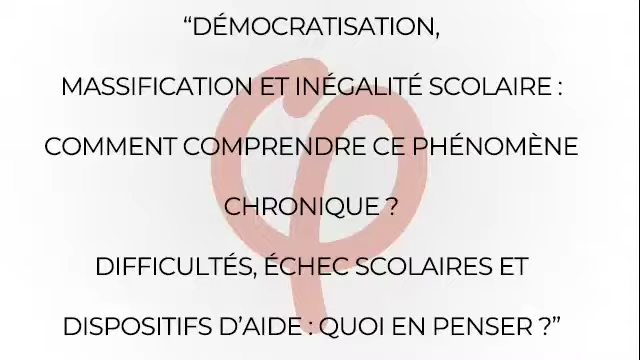 “DÉMOCRATISATION,
MASSIFICATION ET INÉGALITÉ SCOLAIRE :
COMMENT COMPRENDRE CE PHÉNOMÈNE
CHRONIQUE ?
DIFFICULTÉS, ÉCHEC SCOLAIRES ET
DISPOSITIFS D’AIDE : QUOI EN PENSER ?”